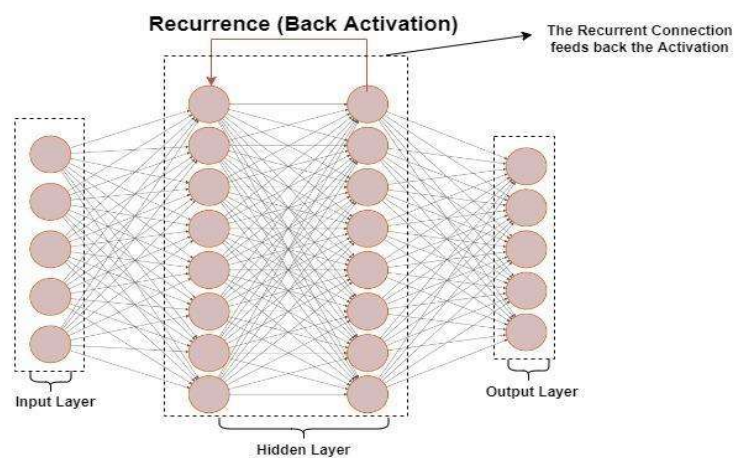 Recurrence (Back Activation)
The Recurrent Connection
feeds back the Activation
Input Layer
Hidden Layer
Output Layer